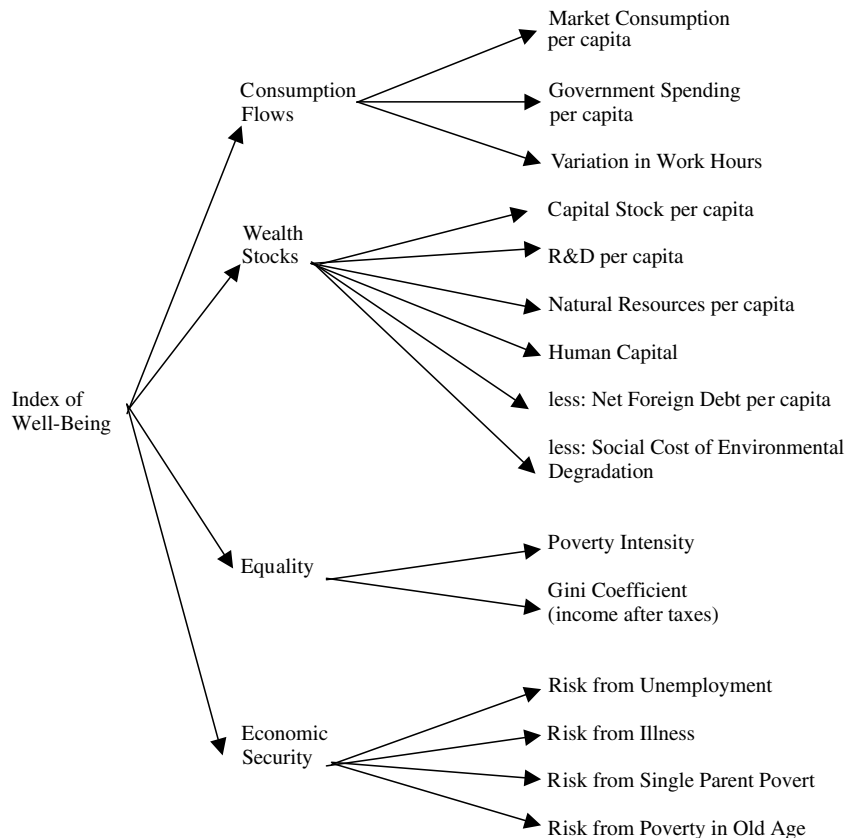 Index of
Well-Being
Consumption
Flows
Market Consumption
per capita
Government Spending
per capita
Variation in Work Hours
Wealth
Stocks
Capital Stock per capita
R&D per capita
Natural Resources per capita
Human Capital
less: Net Foreign Debt per capita
less: Social Cost of Environmental
Degradation
Equality
Poverty Intensity
Gini Coefficient
(income after taxes)
Economic
Security
Risk from Unemployment
Risk from Illness
Risk from Single Parent Povert
Risk from Poverty in Old Age